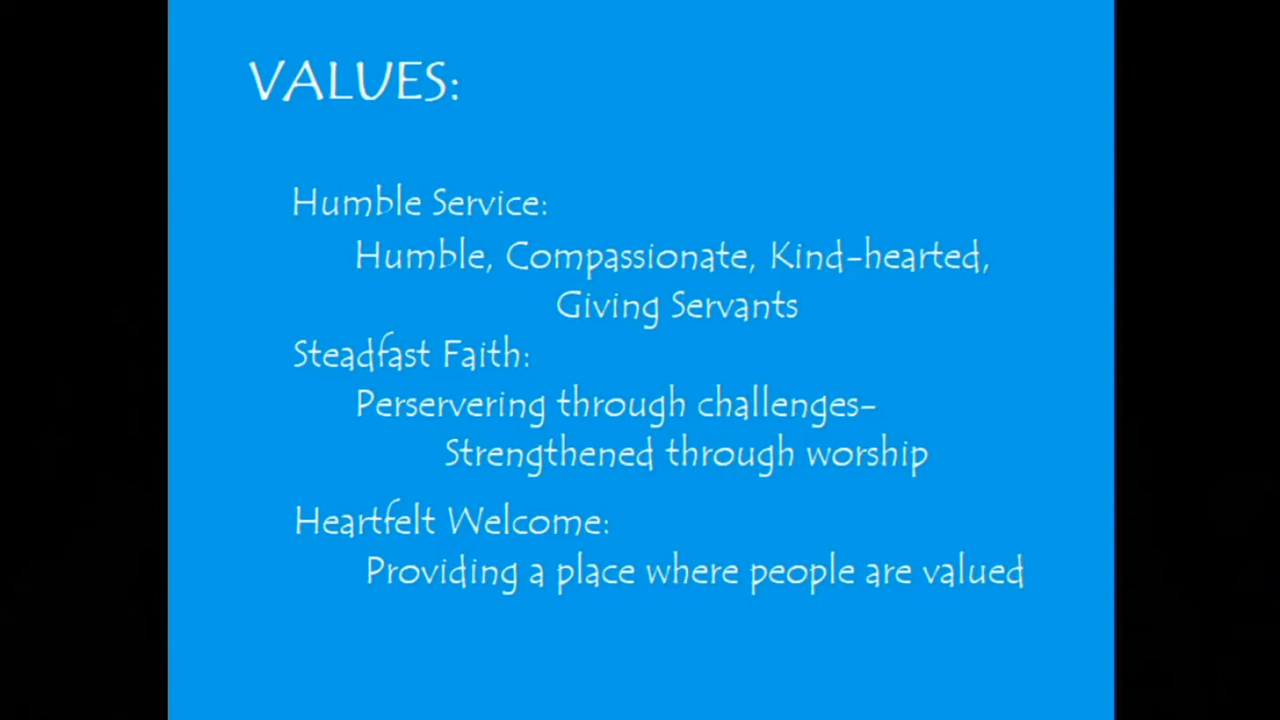 VALUES:
Humble Service:
Humble, Compassionate, Kind-hearted,
Giving Servants
Steadfast Faith:
Perservering through challenges-
Strengthened through worship
Heartfelt Welcome:
Providing a place where people are valued